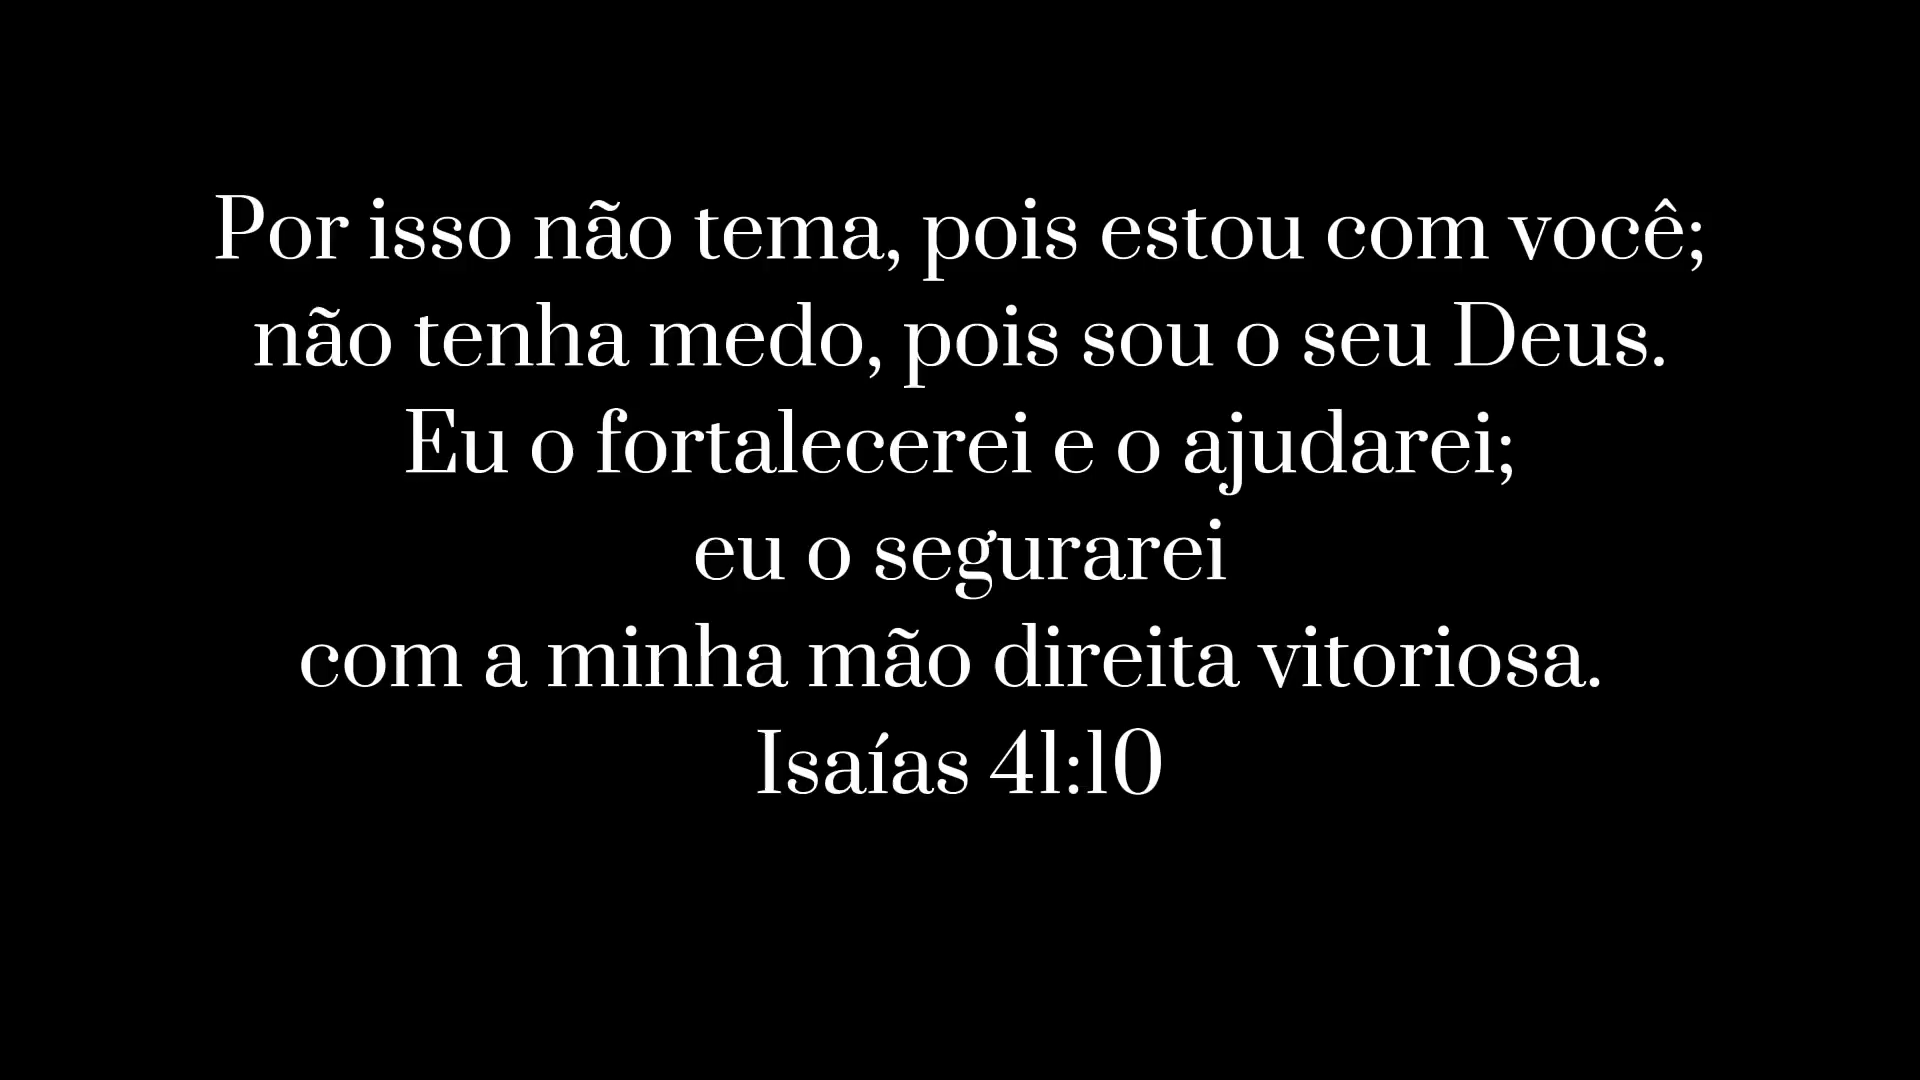 Por isso não tema, pois estou com você;
não tenha medo, pois sou o seu Deus.
Eu o fortalecerei e o ajudarei;
eu o segurarei
com a minha mão direita vitoriosa.
Isaías 41:10